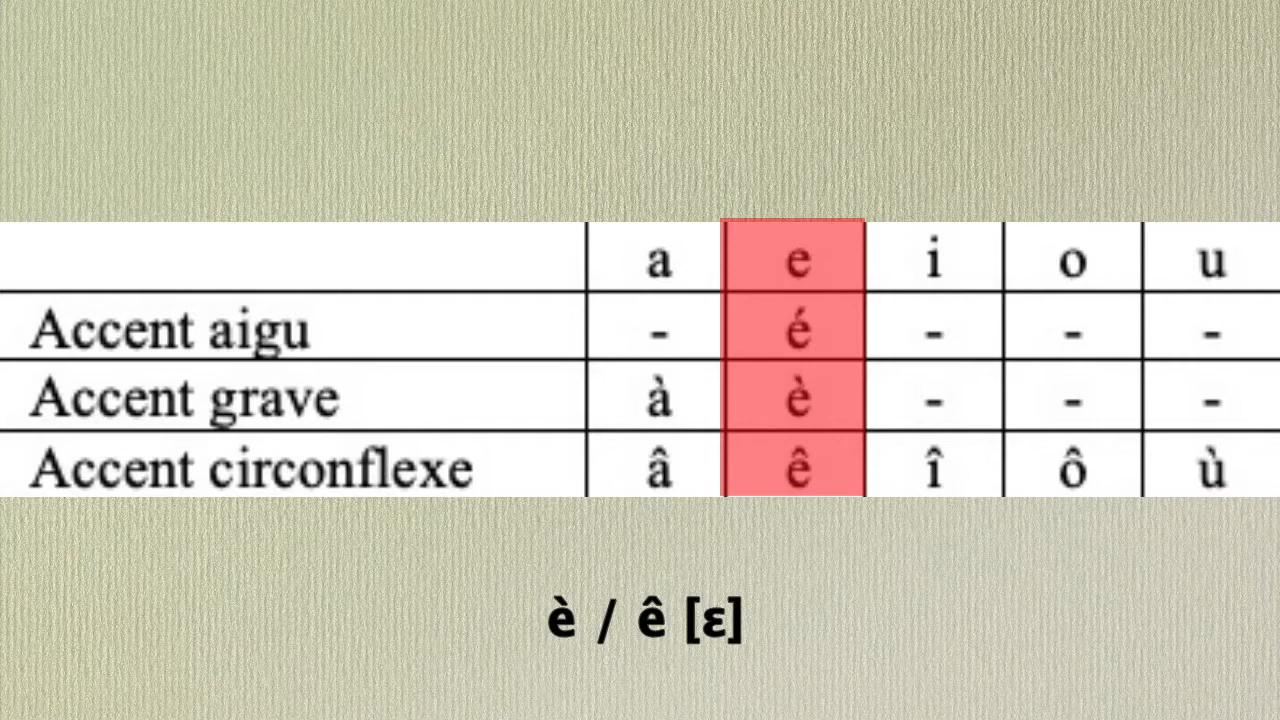 a e i o u
Accent aigu - é - - -
Accent grave à è - - -
Accent circonflexe â ê î ô ù
è / ê [ε]